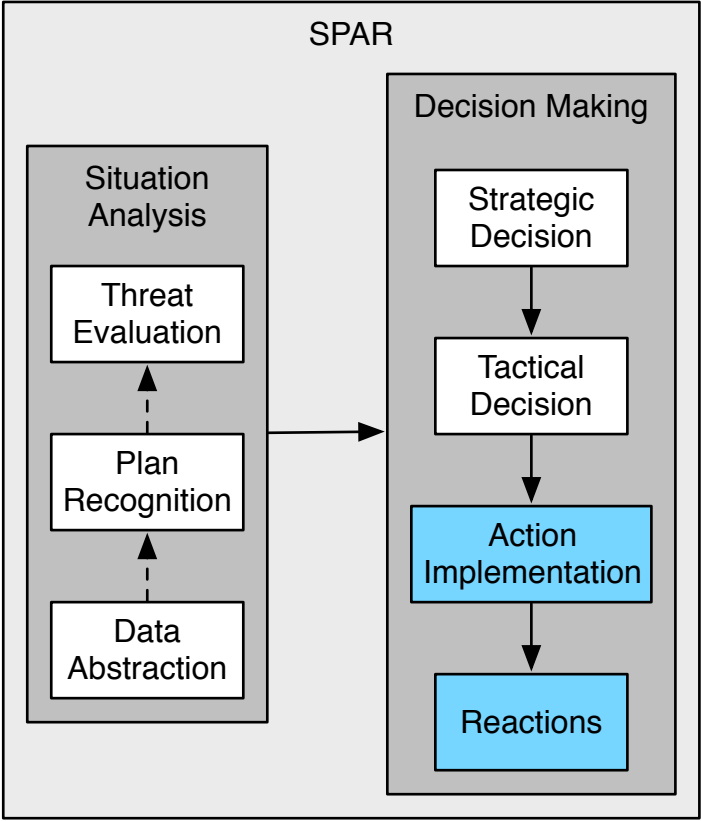 SPAR
Situation
Analysis
Threat
Evaluation
Plan
Recognition
Data
Abstraction
Decision Making
Strategic
Decision
Tactical
Decision
Action
Implementation
Reactions